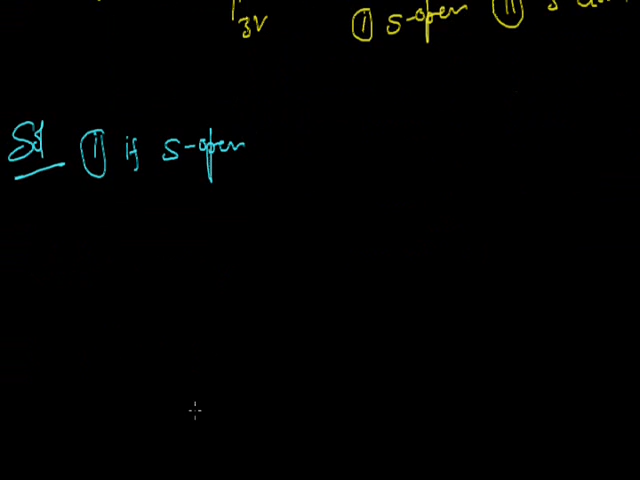 3V (i) S-open (ii) S
Sol (i) if S-open